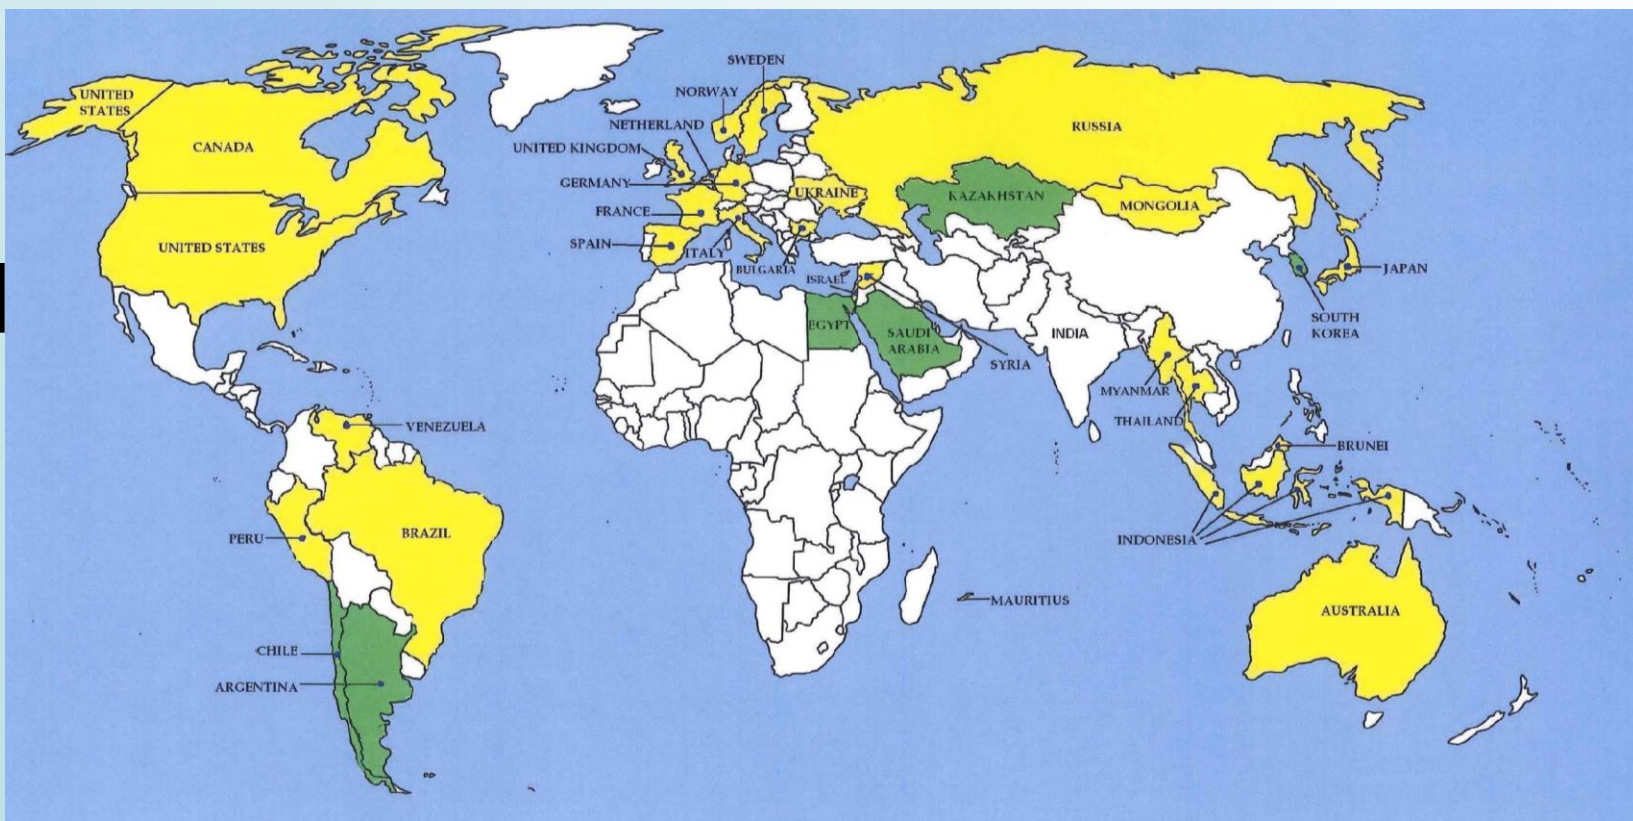 UNITED
STATES
CANADA
UNITED STATES
SWEDEN
NORWAY
NETHERLAND
UNITED KINGDOM
GERMANY
FRANCE
SPAIN
ITALY
BULGARIA
UKRAINE
RUSSIA
KAZAKHSTAN
MONGOLIA
ISRAEL
EGYPT
SAUDI
ARABIA
SYRIA
INDIA
JAPAN
SOUTH
KOREA
MYANMAR
THAILAND
BRUNEI
INDONESIA
VENEZUELA
PERU
BRAZIL
CHILE
ARGENTINA
MAURITIUS
AUSTRALIA